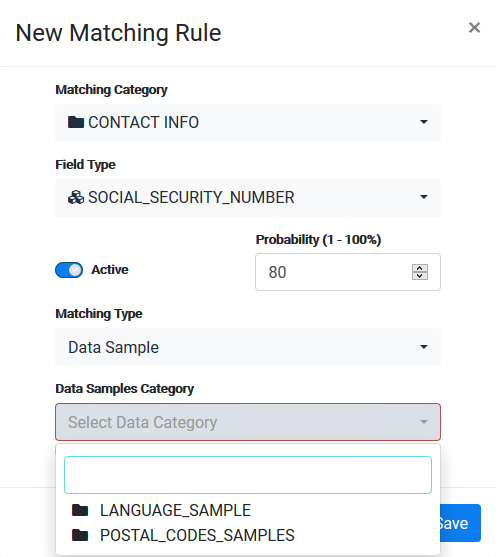 New Matching Rule
×
Matching Category
CONTACT INFO
Field Type
SOCIAL_SECURITY_NUMBER
Probability (1 - 100%)
Active
80
Matching Type
Data Sample
Data Samples Category
Select Data Category
LANGUAGE_SAMPLE
POSTAL_CODES_SAMPLES
Save